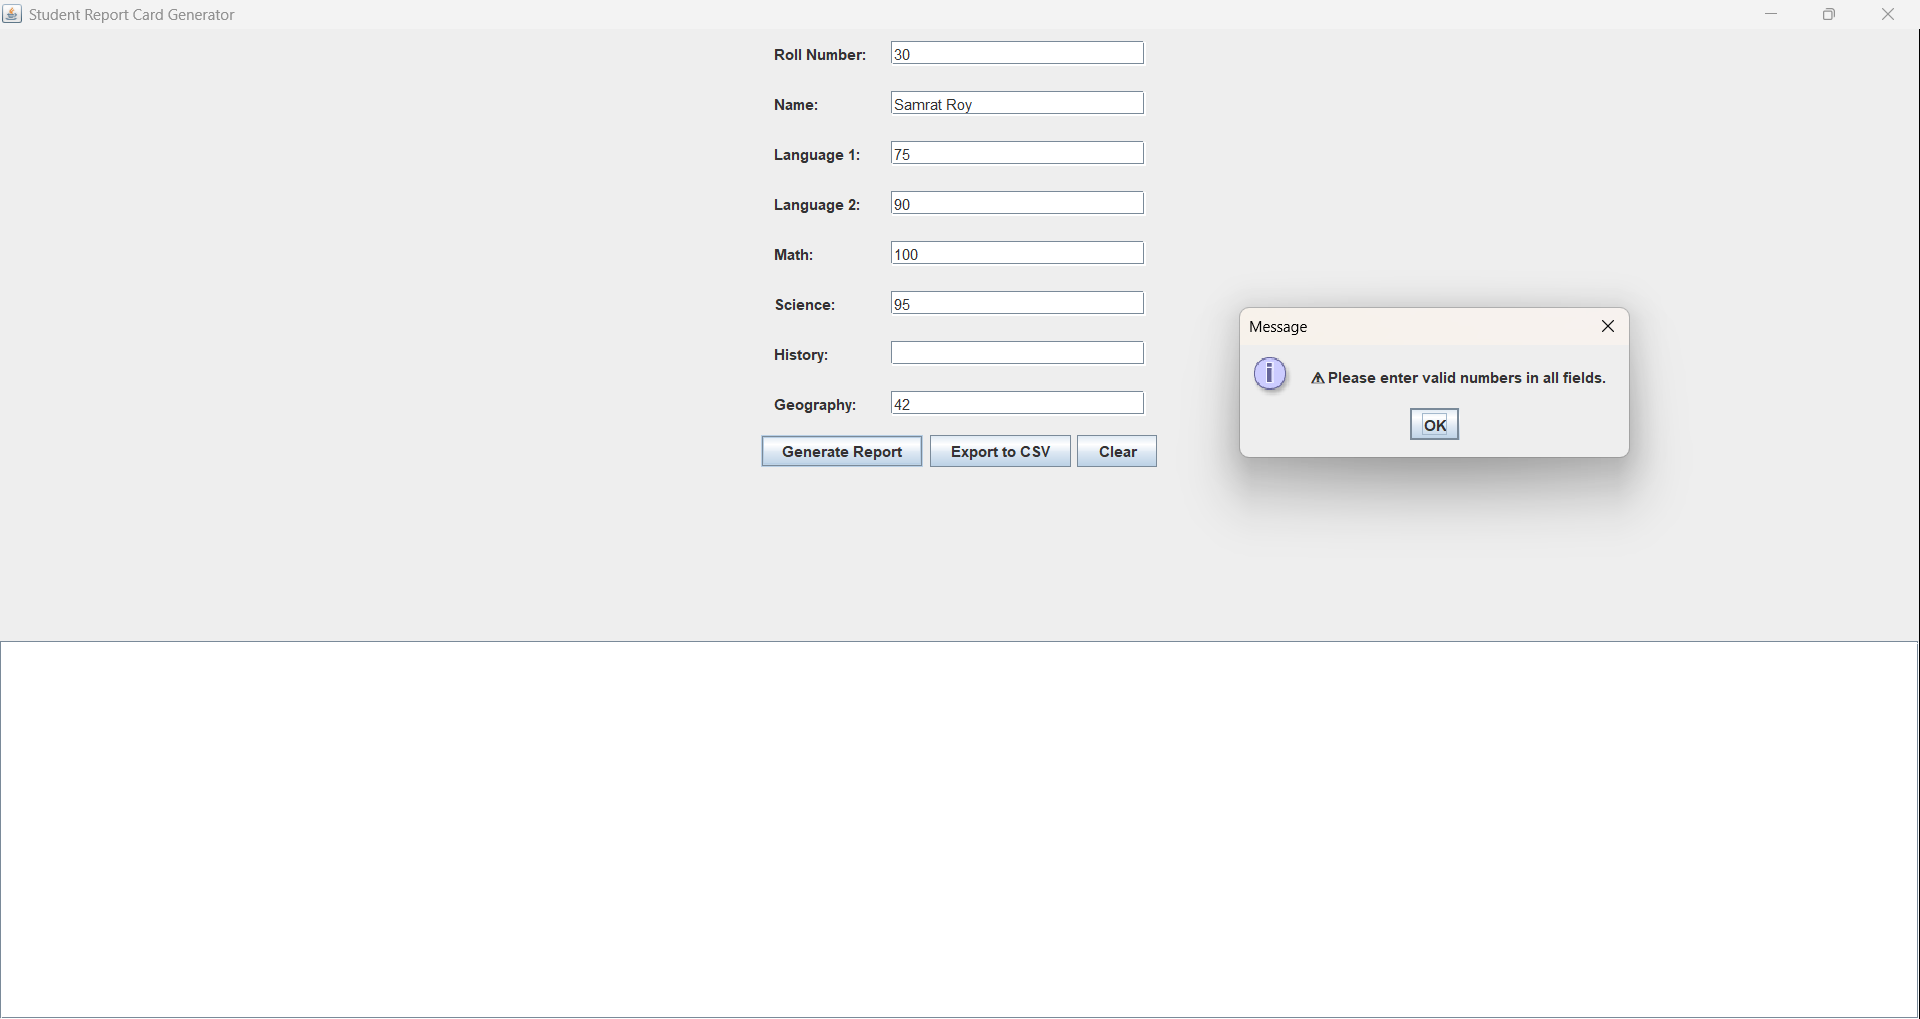 Student Report Card Generator
Roll Number: 30
Name: Samrat Roy
Language 1: 75
Language 2: 90
Math: 100
Science: 95
History:
Geography: 42
Generate Report Export to CSV Clear
Message
⚠ Please enter valid numbers in all fields.
OK